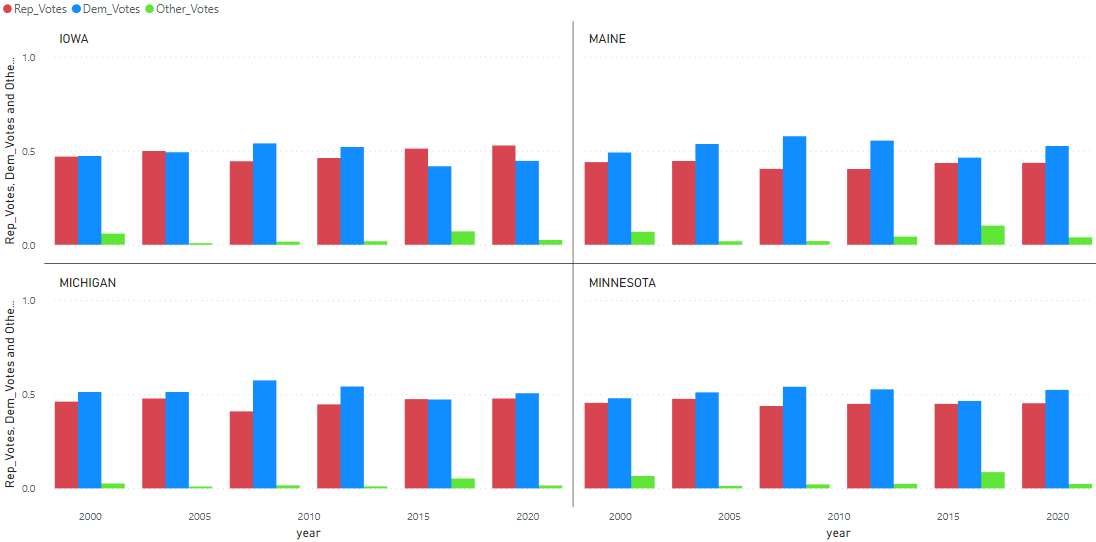 Rep_Votes Dem_Votes Other_Votes
IOWA
MAINE
1.0
0.5
0.0
Rep_Votes, Dem_Votes and Othe...
MICHIGAN
MINNESOTA
1.0
0.5
0.0
Rep_Votes, Dem_Votes and Othe...
2000 2005 2010 2015 2020
2000 2005 2010 2015 2020
year
year